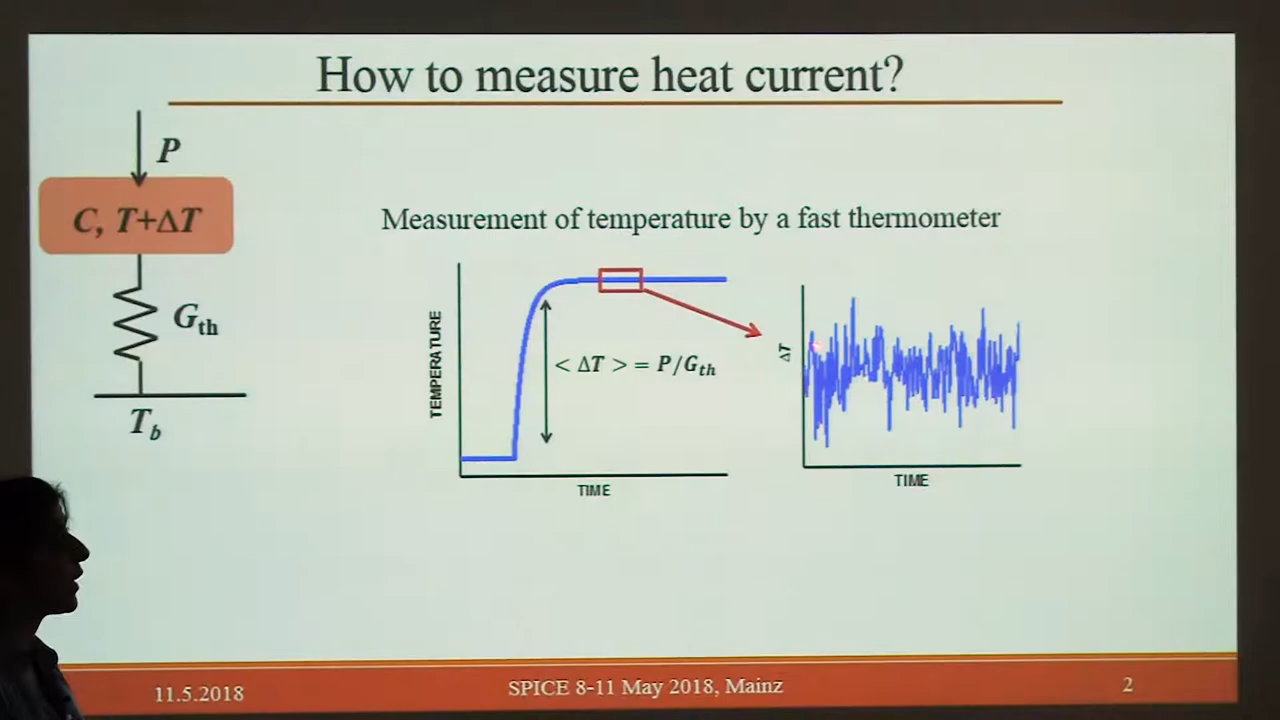 How to measure heat current?
P
C, T+ΔT
G_th
T_b
Measurement of temperature by a fast thermometer
TEMPERATURE
< ΔT > = P/G_th
TIME
ΔT
TIME
11.5.2018
SPICE 8-11 May 2018, Mainz
2